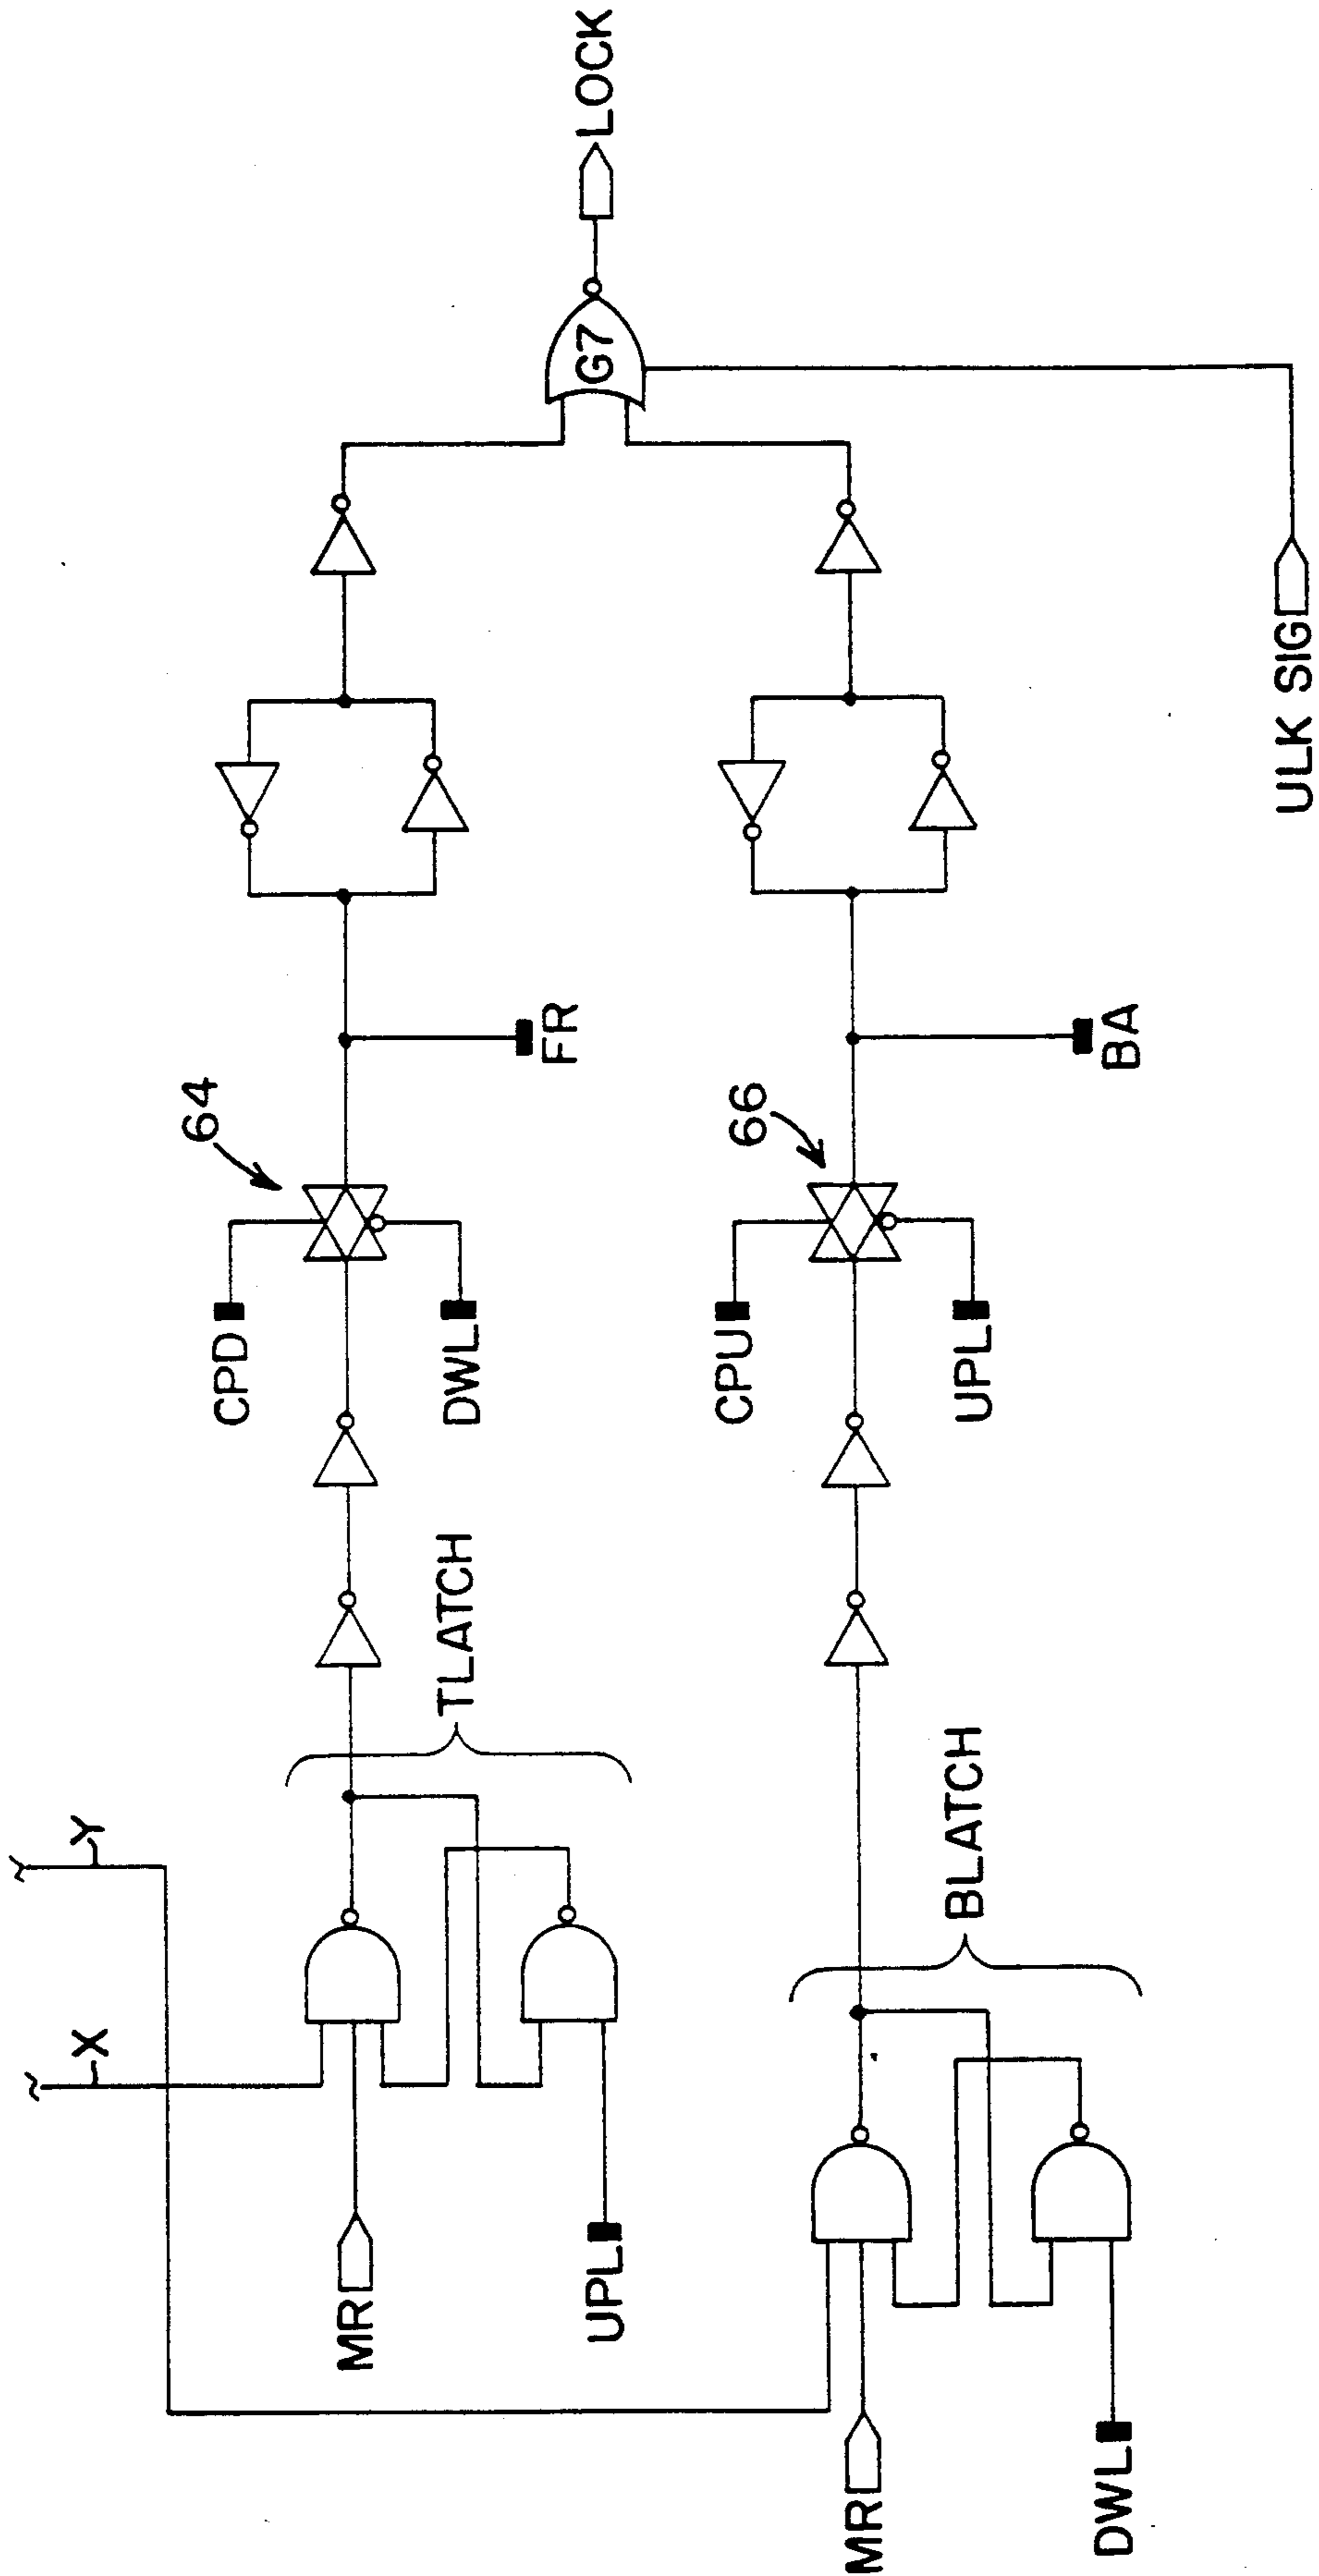 X
Y
MR
UPL
TLATCH
CPD
DWL
64
FR
MR
DWL
BLATCH
CPU
UPL
66
BA
G7
LOCK
ULK SIG